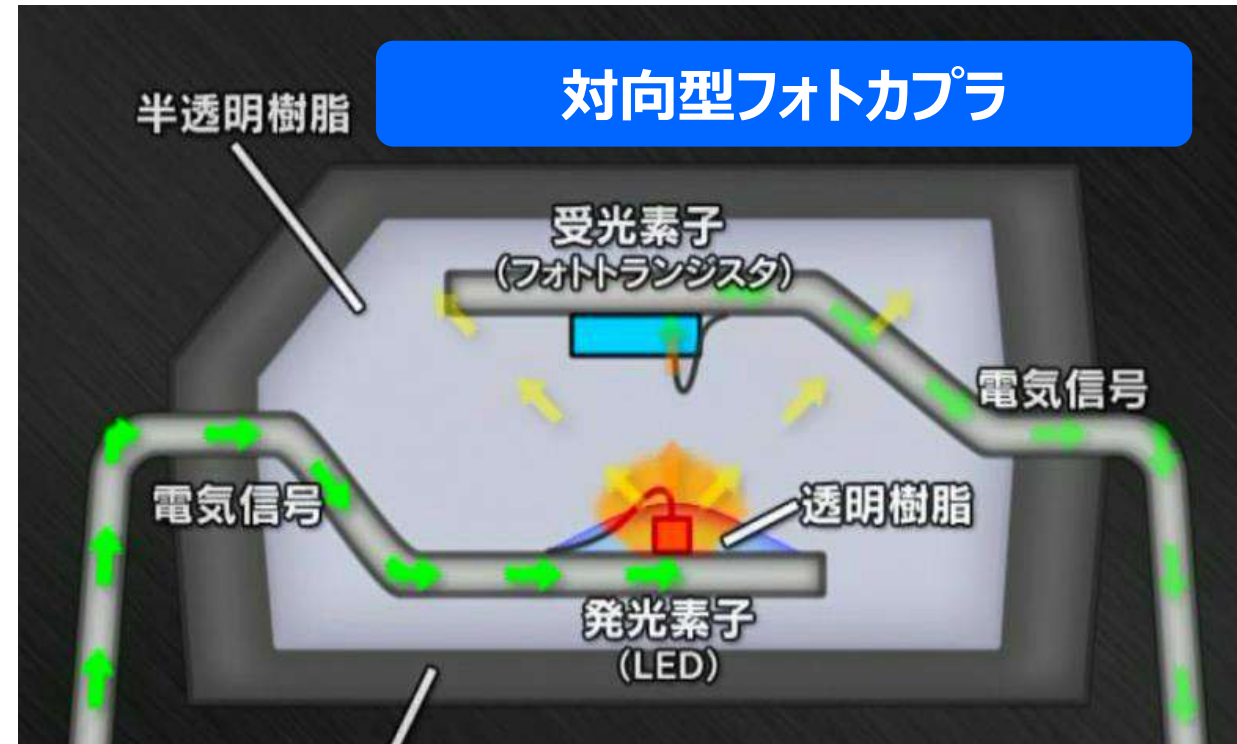 対向型フォトカプラ
半透明樹脂
受光素子
(フォトトランジスタ)
電気信号
電気信号
透明樹脂
発光素子
(LED)